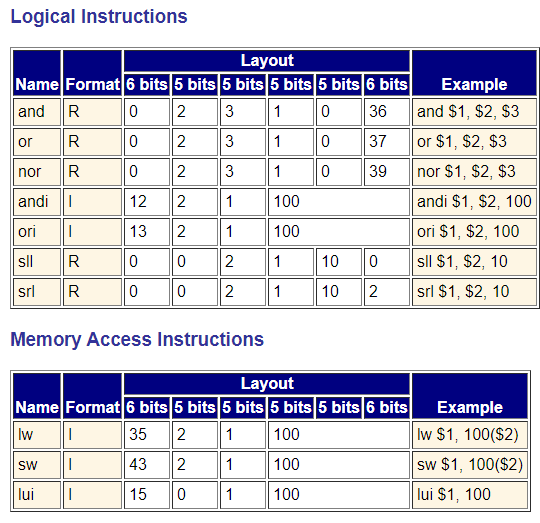 Logical Instructions
Layout
Name Format 6 bits 5 bits 5 bits 5 bits 5 bits 6 bits Example
and R 0 2 3 1 0 36 and $1, $2, $3
or R 0 2 3 1 0 37 or $1, $2, $3
nor R 0 2 3 1 0 39 nor $1, $2, $3
andi I 12 2 1 100 andi $1, $2, 100
ori I 13 2 1 100 ori $1, $2, 100
sll R 0 0 2 1 10 0 sll $1, $2, 10
srl R 0 0 2 1 10 2 srl $1, $2, 10
Memory Access Instructions
Layout
Name Format 6 bits 5 bits 5 bits 5 bits 5 bits 6 bits Example
lw I 35 2 1 100 lw $1, 100($2)
sw I 43 2 1 100 sw $1, 100($2)
lui I 15 0 1 100 lui $1, 100